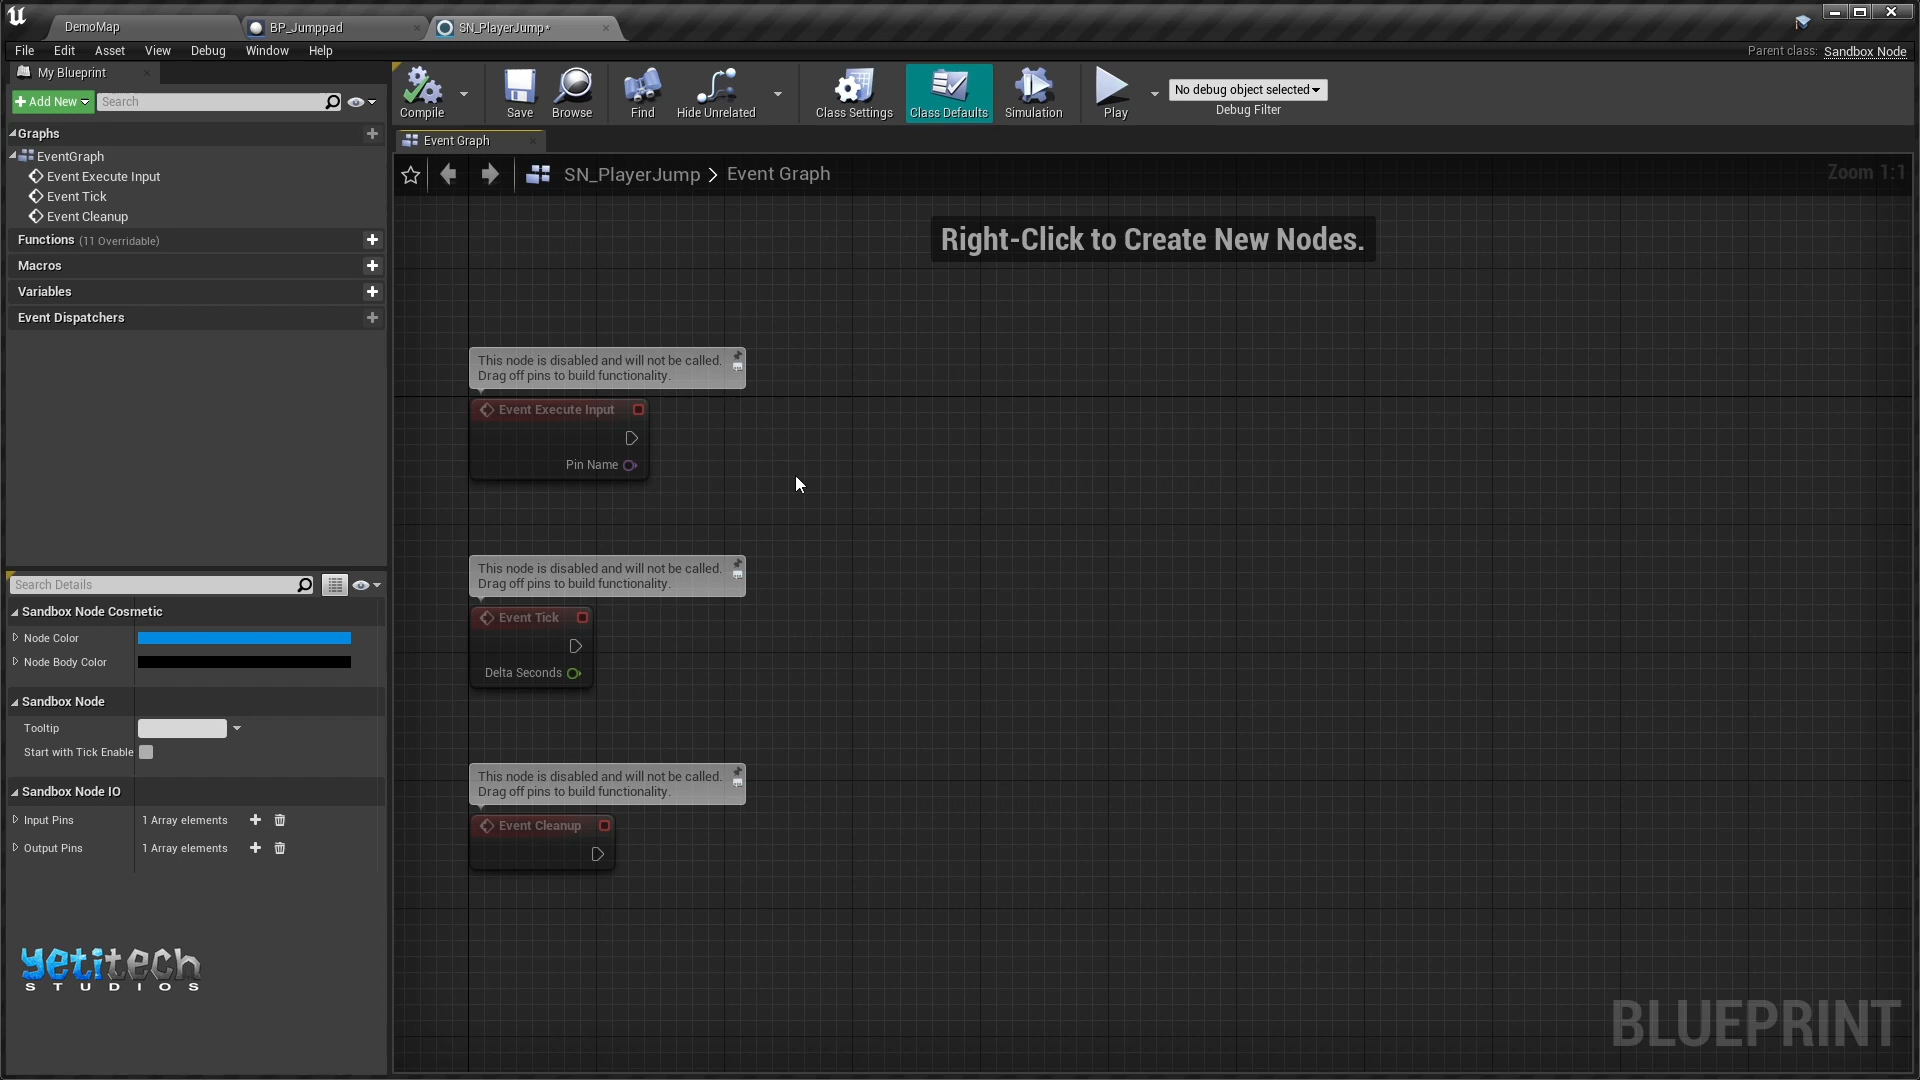 DemoMap
BP_Jumppad
SN_PlayerJump*
File Edit Asset View Debug Window Help
Parent class: Sandbox Node
My Blueprint
Add New
Search
Compile
Save
Browse
Find
Hide Unrelated
Class Settings
Class Defaults
Simulation
Play
No debug object selected
Debug Filter
Graphs
EventGraph
Event Execute Input
Event Tick
Event Cleanup
Functions (11 Overridable)
Macros
Variables
Event Dispatchers
Event Graph
SN_PlayerJump > Event Graph
Zoom 1:1
Right-Click to Create New Nodes.
This node is disabled and will not be called.
Drag off pins to build functionality.
Event Execute Input
Pin Name
This node is disabled and will not be called.
Drag off pins to build functionality.
Event Tick
Delta Seconds
This node is disabled and will not be called.
Drag off pins to build functionality.
Event Cleanup
Search Details
Sandbox Node Cosmetic
Node Color
Node Body Color
Sandbox Node
Tooltip
Start with Tick Enable
Sandbox Node IO
Input Pins 1 Array elements
Output Pins 1 Array elements
yetitech
STUDIOS
BLUEPRINT